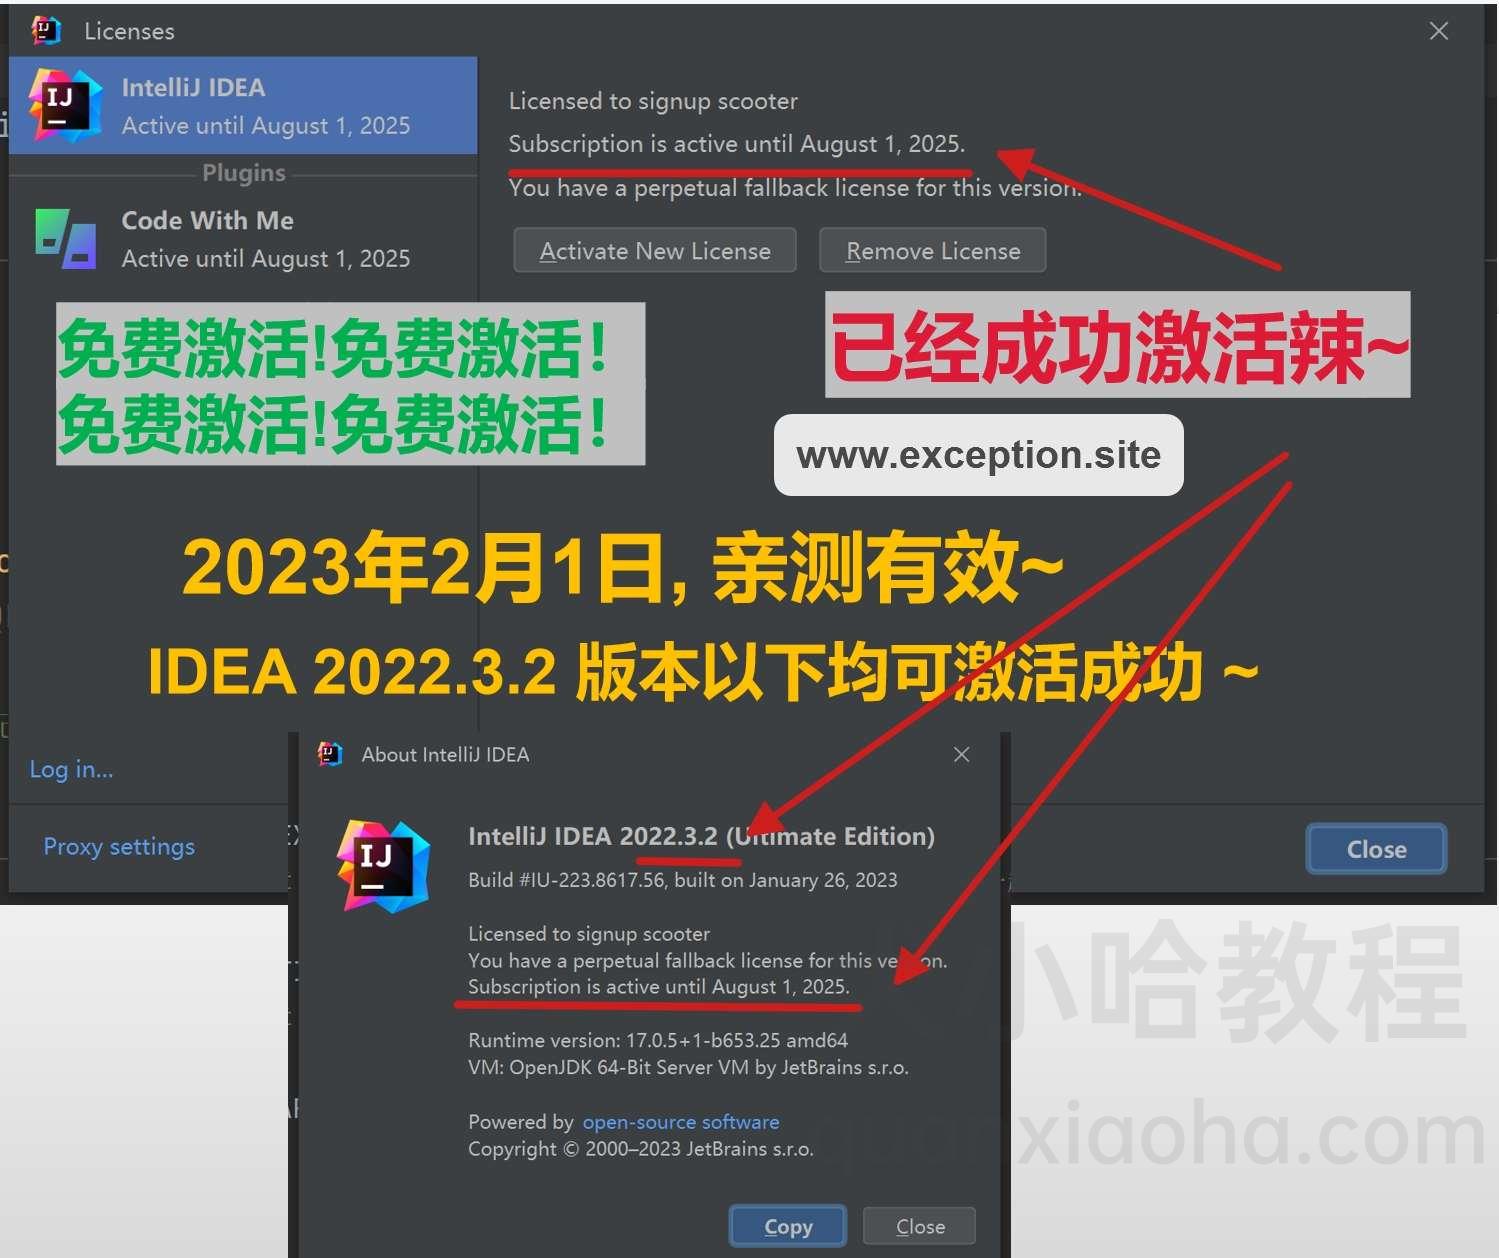 Licenses
IntelliJ IDEA
Active until August 1, 2025
Plugins
Code With Me
Active until August 1, 2025
Licensed to signup scooter
Subscription is active until August 1, 2025.
You have a perpetual fallback license for this version.
Activate New License
Remove License
免费激活!免费激活!
免费激活!免费激活!
已经成功激活辣~
www.exception.site
2023年2月1日, 亲测有效~
IDEA 2022.3.2 版本以下均可激活成功 ~
Log in...
Proxy settings
Close
About IntelliJ IDEA
IntelliJ IDEA 2022.3.2 (Ultimate Edition)
Build #IU-223.8617.56, built on January 26, 2023
Licensed to signup scooter
You have a perpetual fallback license for this version.
Subscription is active until August 1, 2025.
Runtime version: 17.0.5+1-b653.25 amd64
VM: OpenJDK 64-Bit Server VM by JetBrains s.r.o.
Powered by open-source software
Copyright © 2000–2023 JetBrains s.r.o.
Copy
Close
小哈教程
quanxiaoha.com